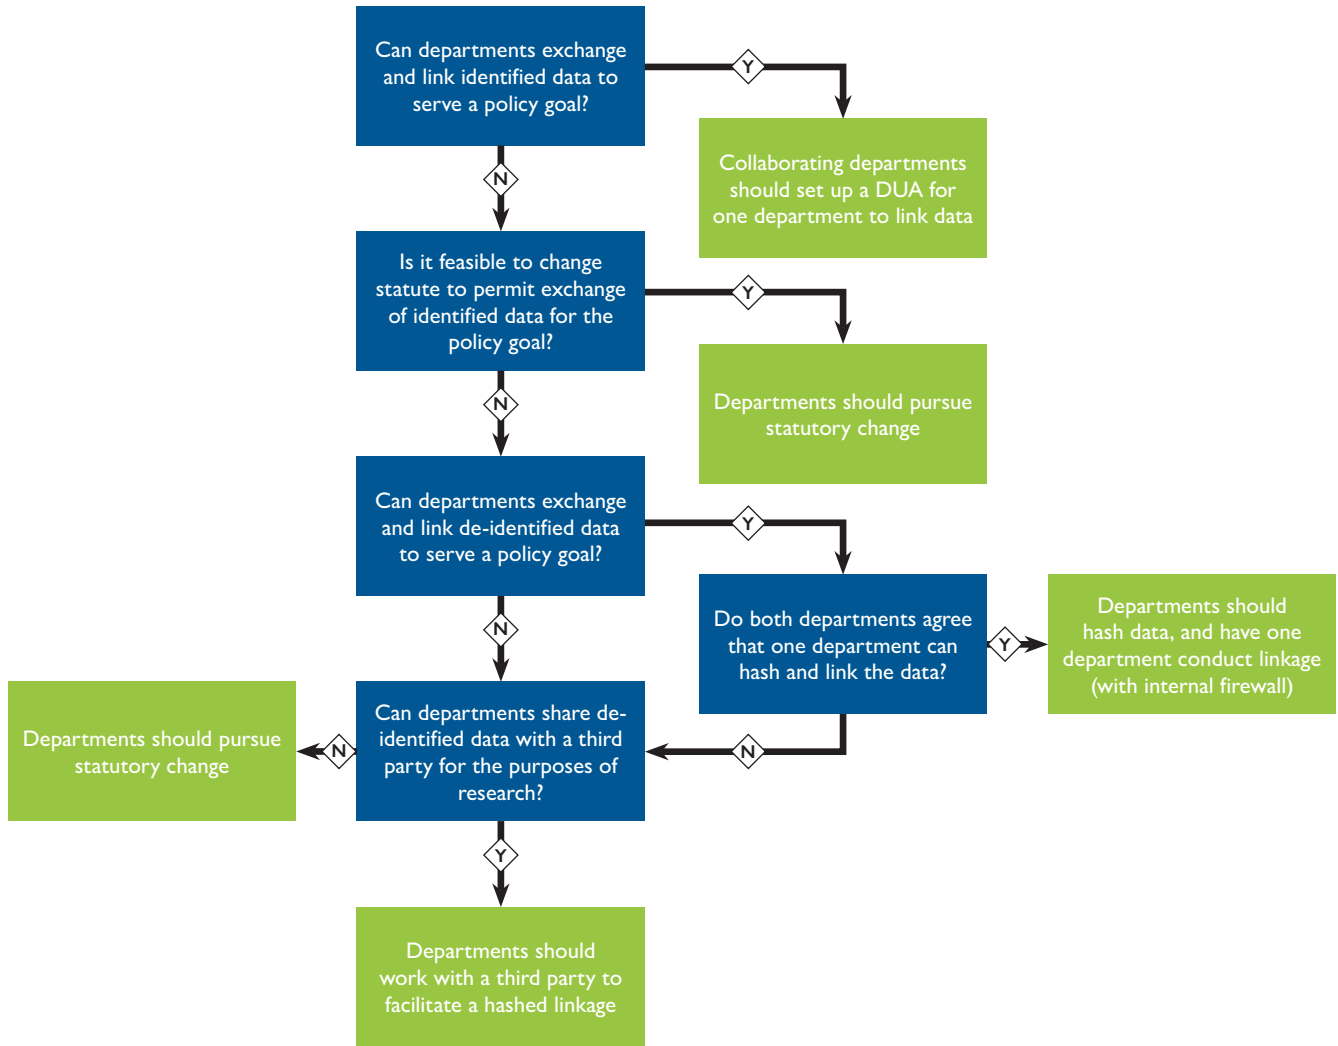 Can departments exchange
and link identified data to
serve a policy goal?
Y
Collaborating departments
should set up a DUA for
one department to link data
N
Is it feasible to change
statute to permit exchange
of identified data for the
policy goal?
Y
Departments should pursue
statutory change
N
Can departments exchange
and link de-identified data
to serve a policy goal?
Y
Do both departments agree
that one department can
hash and link the data?
Y
Departments should
hash data, and have one
department conduct linkage
(with internal firewall)
N
N
Can departments share de-
identified data with a third
party for the purposes of
research?
N
Departments should pursue
statutory change
Y
Departments should
work with a third party to
facilitate a hashed linkage